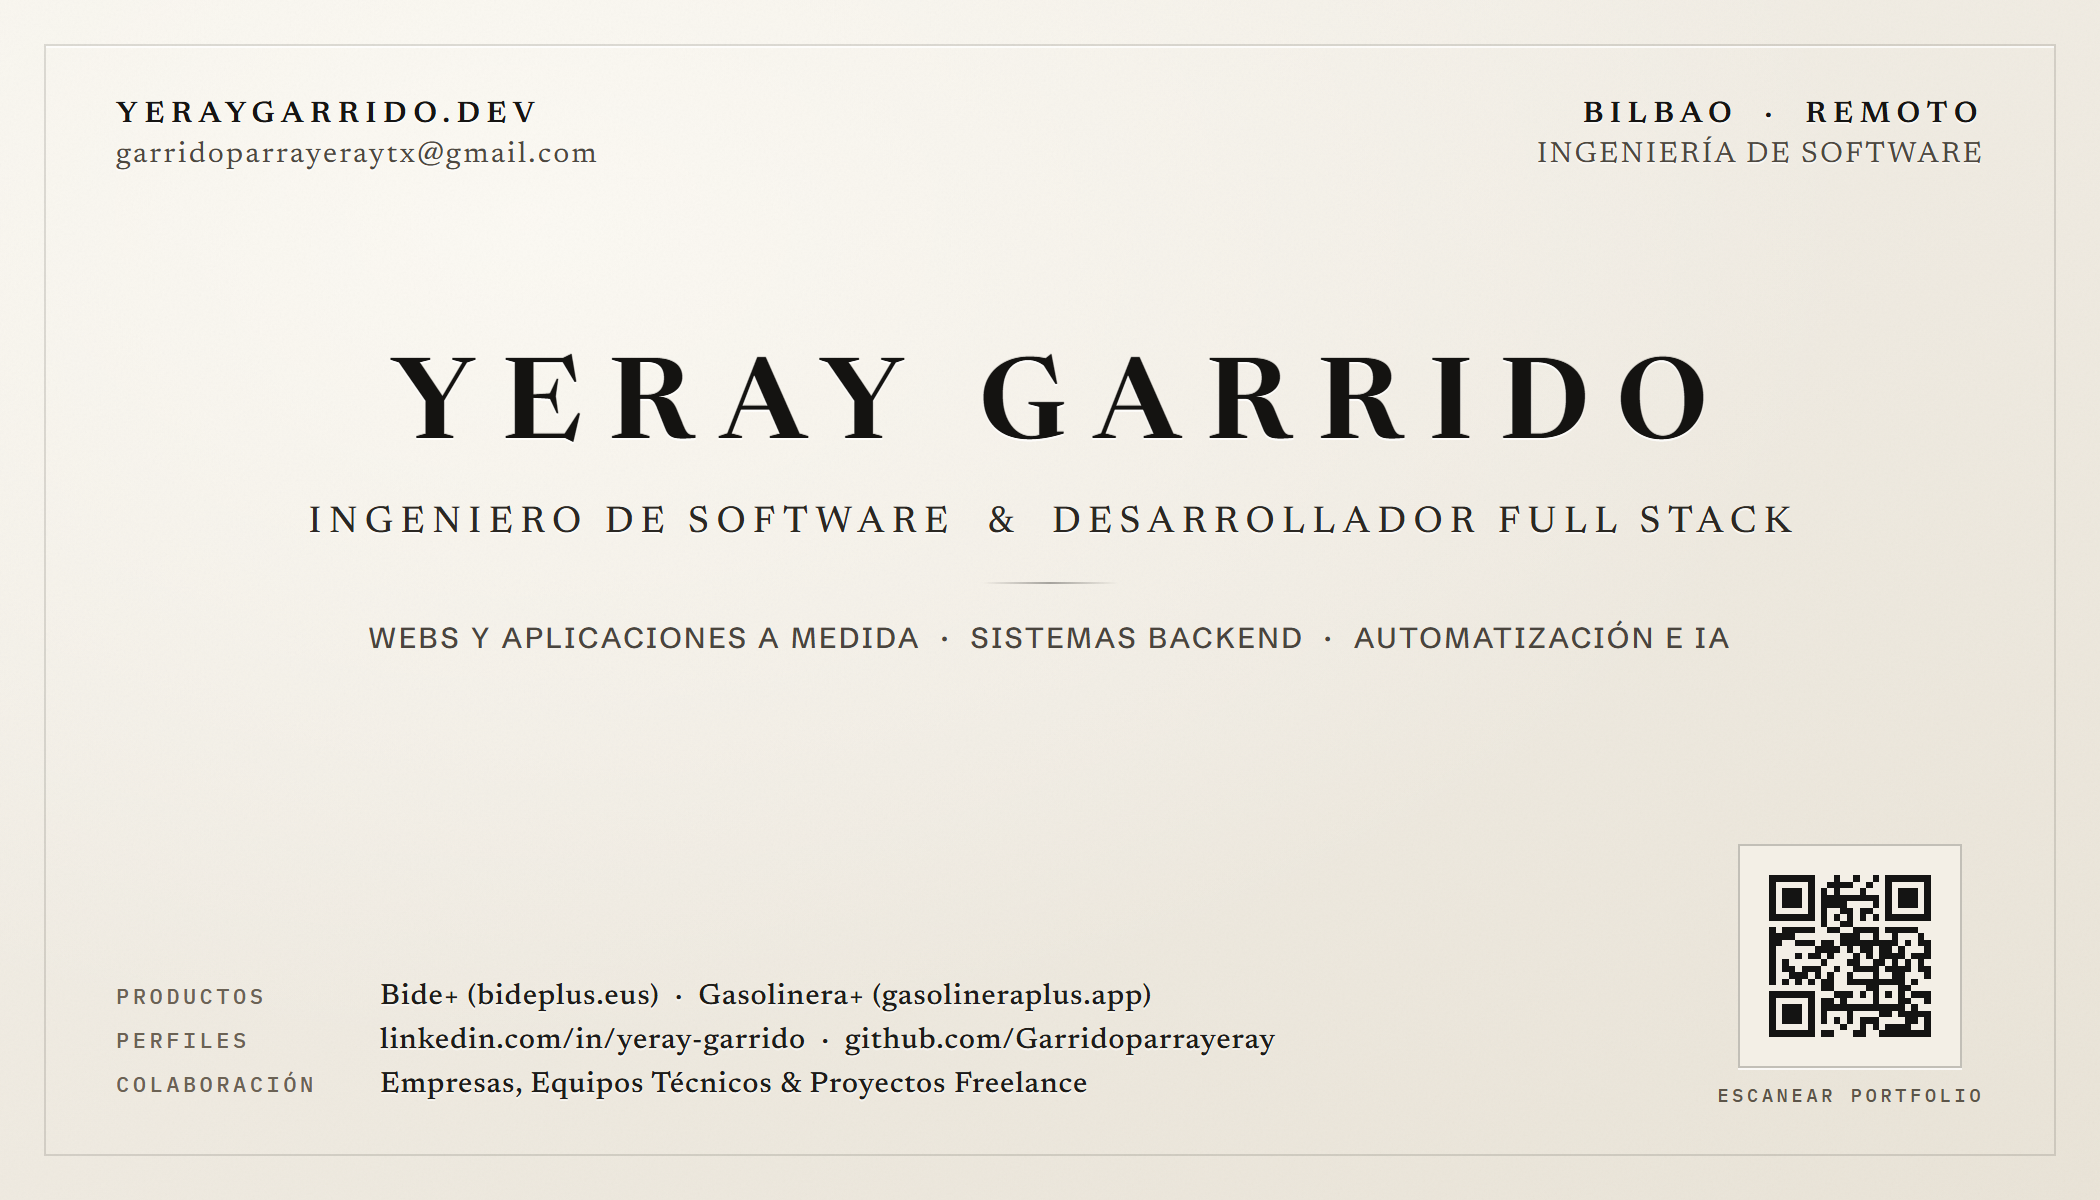 YERAYGARRIDO.DEV
garridoparrayeraytx@gmail.com
BILBAO · REMOTO
INGENIERÍA DE SOFTWARE
YERAY GARRIDO
INGENIERO DE SOFTWARE & DESARROLLADOR FULL STACK
WEBS Y APLICACIONES A MEDIDA · SISTEMAS BACKEND · AUTOMATIZACIÓN E IA
PRODUCTOS Bide+ (bideplus.eus) · Gasolinera+ (gasolineraplus.app)
PERFILES linkedin.com/in/yeray-garrido · github.com/Garridoparrayeray
COLABORACIÓN Empresas, Equipos Técnicos & Proyectos Freelance
ESCANEAR PORTFOLIO